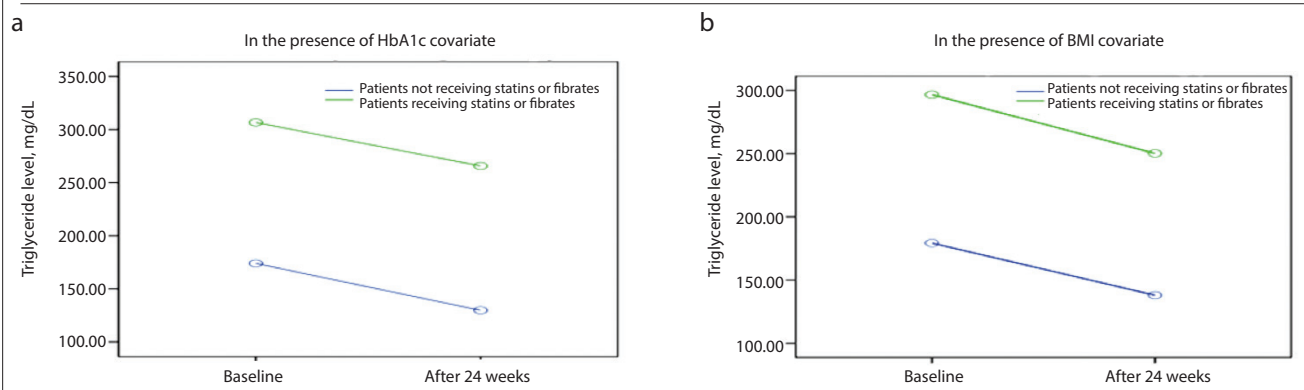 a
In the presence of HbA1c covariate
350.00
300.00
250.00
200.00
150.00
100.00
Triglyceride level, mg/dL
Patients not receiving statins or fibrates
Patients receiving statins or fibrates
Baseline
After 24 weeks
b
In the presence of BMI covariate
300.00
250.00
200.00
150.00
100.00
Triglyceride level, mg/dL
Patients not receiving statins or fibrates
Patients receiving statins or fibrates
Baseline
After 24 weeks